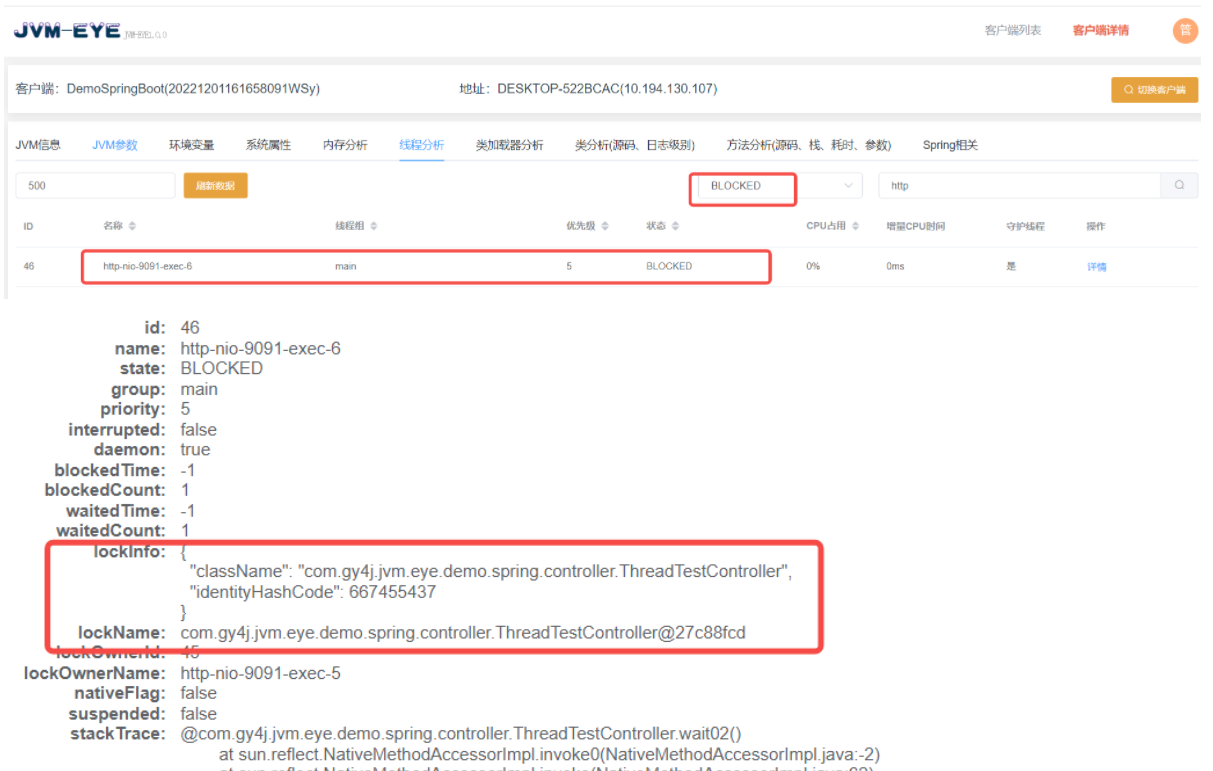 JVM-EYE
客户端列表 客户端详情 管
客户端：DemoSpringBoot(20221201161658091WSy) 地址：DESKTOP-522BCAC(10.194.130.107) 切换客户端
JVM信息 JVM参数 环境变量 系统属性 内存分析 线程分析 类加载器分析 类分析(源码、日志级别) 方法分析(源码、栈、耗时、参数) Spring相关
500 刷新数据 BLOCKED http
ID 名称 线程组 优先级 状态 CPU占用 增量CPU时间 守护线程 操作
46 http-nio-9091-exec-6 main 5 BLOCKED 0% 0ms 是 详情
id: 46
name: http-nio-9091-exec-6
state: BLOCKED
group: main
priority: 5
interrupted: false
daemon: true
blockedTime: -1
blockedCount: 1
waitedTime: -1
waitedCount: 1
lockInfo: {
"className": "com.gy4j.jvm.eye.demo.spring.controller.ThreadTestController",
"identityHashCode": 667455437
}
lockName: com.gy4j.jvm.eye.demo.spring.controller.ThreadTestController@27c88fcd
lockOwnerId: 45
lockOwnerName: http-nio-9091-exec-5
nativeFlag: false
suspended: false
stackTrace: @com.gy4j.jvm.eye.demo.spring.controller.ThreadTestController.wait02()
at sun.reflect.NativeMethodAccessorImpl.invoke0(NativeMethodAccessorImpl.java:-2)